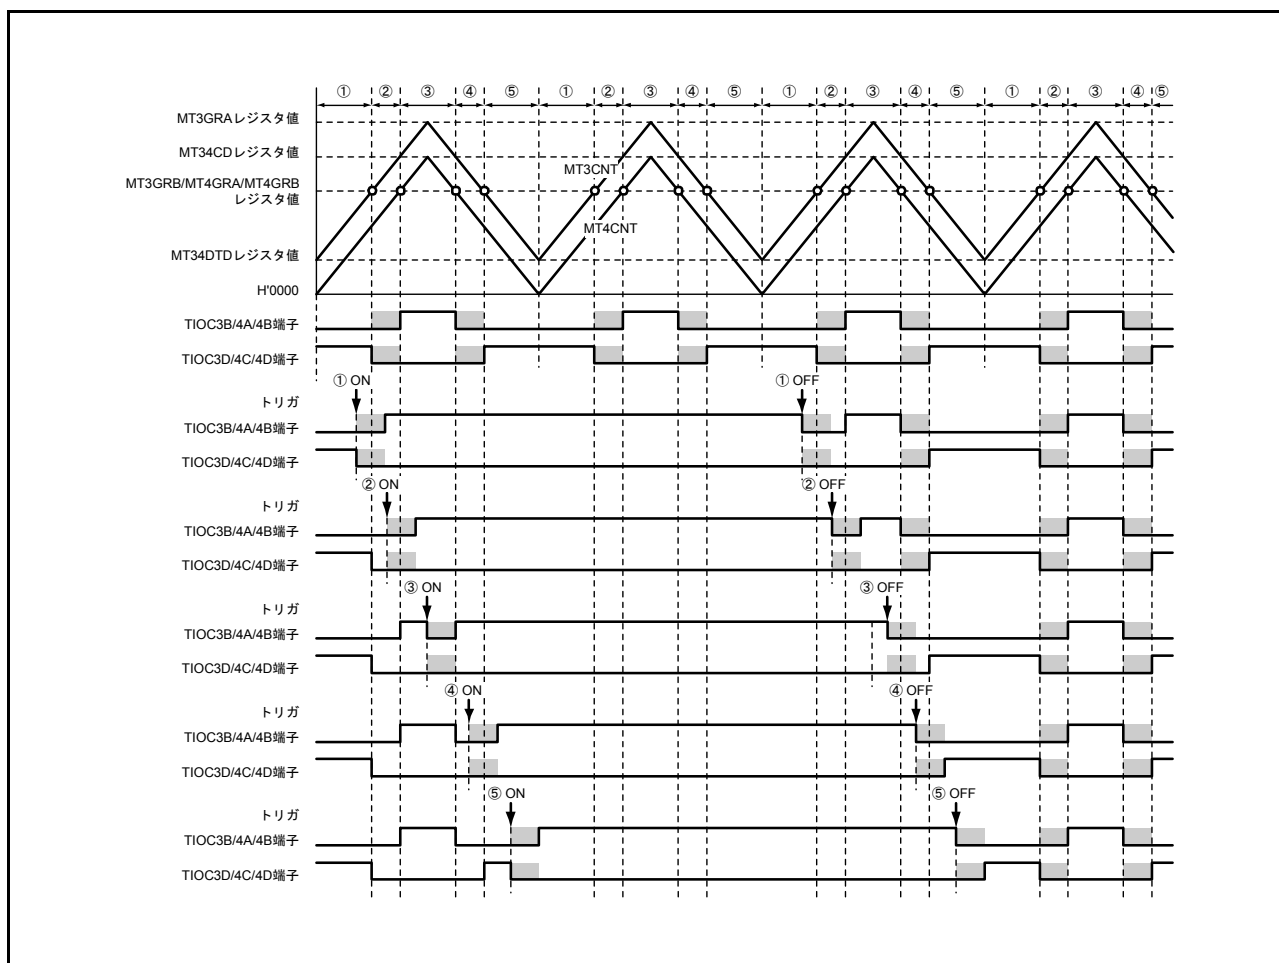 ① ② ③ ④ ⑤ ① ② ③ ④ ⑤ ① ② ③ ④ ⑤ ① ② ③ ④ ⑤
MT3GRAレジスタ値
MT34CDレジスタ値
MT3CNT
MT3GRB/MT4GRA/MT4GRB
レジスタ値
MT4CNT
MT34DTDレジスタ値
H'0000
TIOC3B/4A/4B端子
TIOC3D/4C/4D端子
① ON ① OFF
トリガ
TIOC3B/4A/4B端子
TIOC3D/4C/4D端子
② ON ② OFF
トリガ
TIOC3B/4A/4B端子
TIOC3D/4C/4D端子
③ ON ③ OFF
トリガ
TIOC3B/4A/4B端子
TIOC3D/4C/4D端子
④ ON ④ OFF
トリガ
TIOC3B/4A/4B端子
TIOC3D/4C/4D端子
⑤ ON ⑤ OFF
トリガ
TIOC3B/4A/4B端子
TIOC3D/4C/4D端子